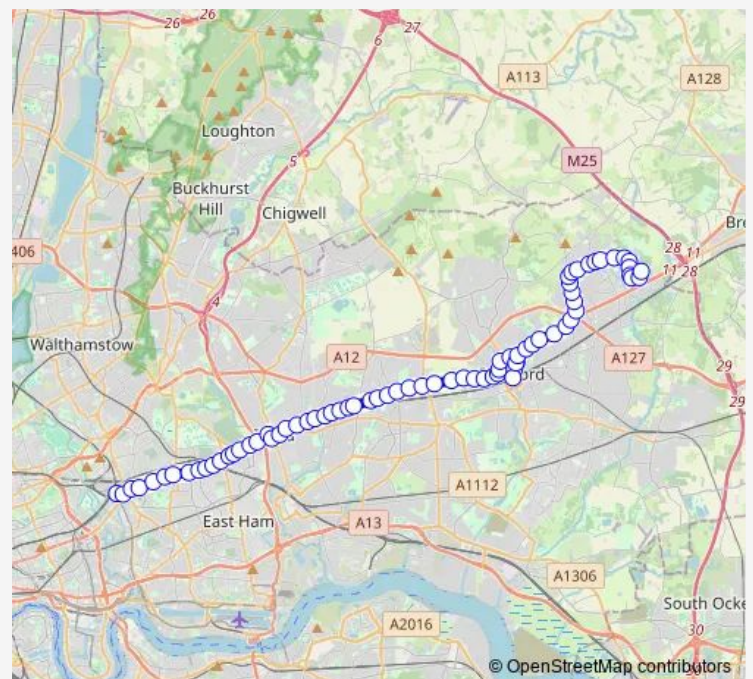 26
26
27
6
A113
A128
Loughton
M25
5
Buckhurst
Hill
Chigwell
Bre
406
28 11
11 28
4
Walthamstow
A12
A127
ord
29
29
A1112
East Ham
A13
A1306
South Ocke
A2016
30
© OpenStreetMap contributors